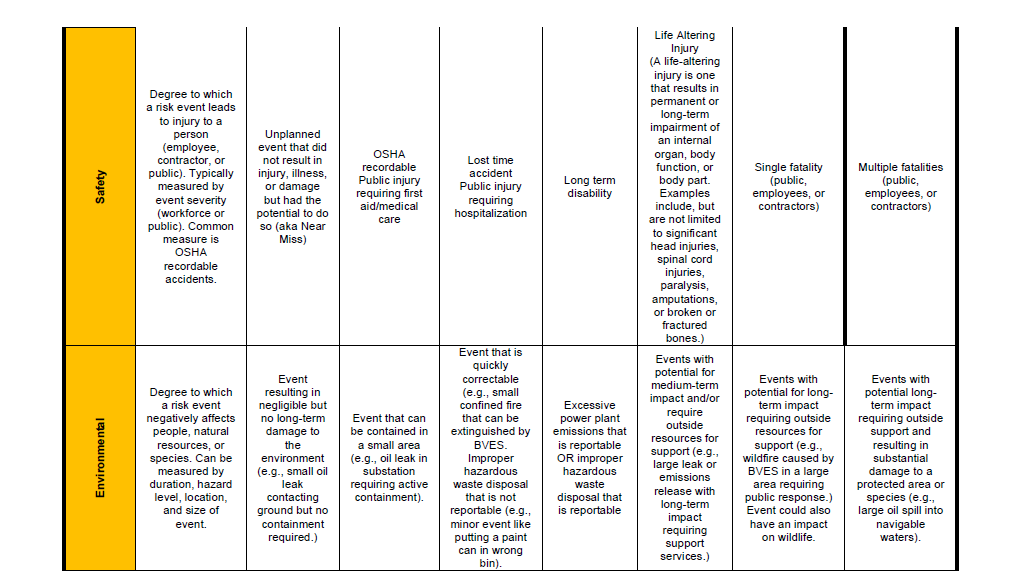 Safety
Degree to which
a risk event leads
to injury to a
person
(employee,
contractor, or
public). Typically
measured by
event severity
(workforce or
public). Common
measure is
OSHA
recordable
accidents.
Unplanned
event that did
not result in
injury, illness,
or damage
but had the
potential to do
so (aka Near
Miss)
OSHA
recordable
Public injury
requiring first
aid/medical
care
Lost time
accident
Public injury
requiring
hospitalization
Long term
disability
Life Altering
Injury
(A life-altering
injury is one
that results in
permanent or
long-term
impairment of
an internal
organ, body
function, or
body part.
Examples
include, but
are not limited
to significant
head injuries,
spinal cord
injuries,
paralysis,
amputations,
or broken or
fractured
bones.)
Single fatality
(public,
employees, or
contractors)
Multiple fatalities
(public,
employees, or
contractors)
Environmental
Degree to which
a risk event
negatively affects
people, natural
resources, or
species. Can be
measured by
duration, hazard
level, location,
and size of
event.
Event
resulting in
negligible but
no long-term
damage to
the
environment
(e.g., small oil
leak
contacting
ground but no
containment
required.)
Event that can
be contained in
a small area
(e.g., oil leak in
substation
requiring active
containment).
Event that is
quickly
correctable
(e.g., small
confined fire
that can be
extinguished by
BVES.
Improper
hazardous
waste disposal
that is not
reportable (e.g.,
minor event like
putting a paint
can in wrong
bin).
Excessive
power plant
emissions that
is reportable
OR improper
hazardous
waste
disposal that
is reportable
Events with
potential for
medium-term
impact and/or
require
outside
resources for
support (e.g.,
large leak or
emissions
release with
long-term
impact
requiring
support
services.)
Events with
potential for long-
term impact
requiring outside
resources for
support (e.g.,
wildfire caused by
BVES in a large
area requiring
public response.)
Event could also
have an impact
on wildlife.
Events with
potential long-
term impact
requiring outside
support and
resulting in
substantial
damage to a
protected area or
species (e.g.,
large oil spill into
navigable
waters).